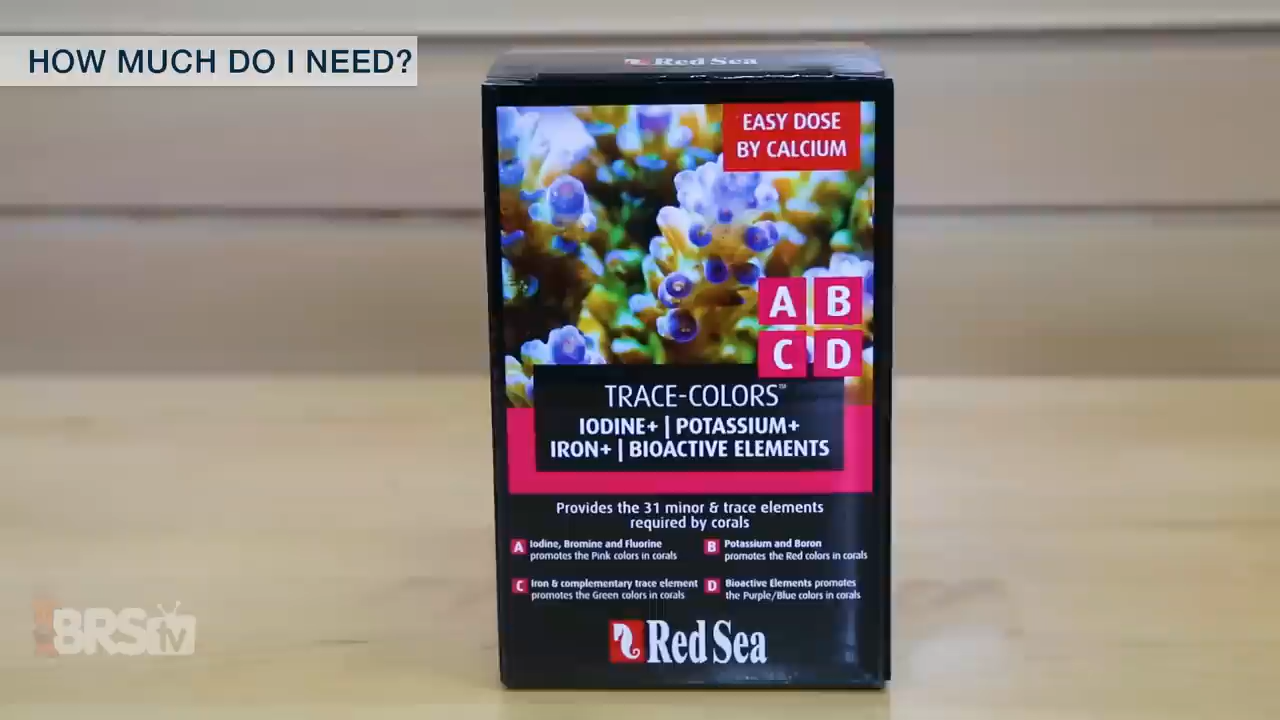 HOW MUCH DO I NEED?
Red Sea
EASY DOSE
BY CALCIUM
A B
C D
TRACE-COLORS™
IODINE+ | POTASSIUM+
IRON+ | BIOACTIVE ELEMENTS
Provides the 31 minor & trace elements
required by corals
A Iodine, Bromine and Fluorine
promotes the Pink colors in corals
B Potassium and Boron
promotes the Red colors in corals
C Iron & complementary trace element
promotes the Green colors in corals
D Bioactive Elements promotes
the Purple/Blue colors in corals
Red Sea
BRStv